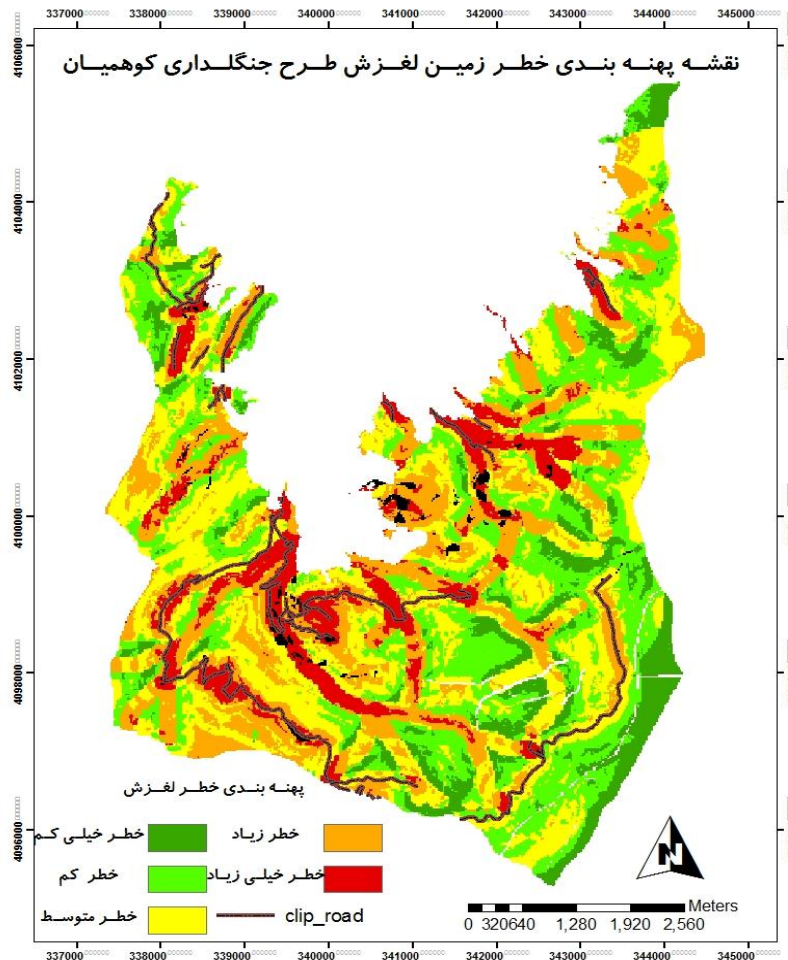 337000 338000 339000 340000 341000 342000 343000 344000 345000
نقشه پهنه بندی خطر زمین لغزش طرح جنگلداری کوهمیان
4106000
4104000
4102000
4100000
4098000
4096000
پهنه بندی خطر لغزش
خطر خیلی کم
خطر زیاد
خطر کم
خطر خیلی زیاد
خطر متوسط
clip_road
N
Meters
0 320640 1,280 1,920 2,560
337000 338000 339000 340000 341000 342000 343000 344000 345000